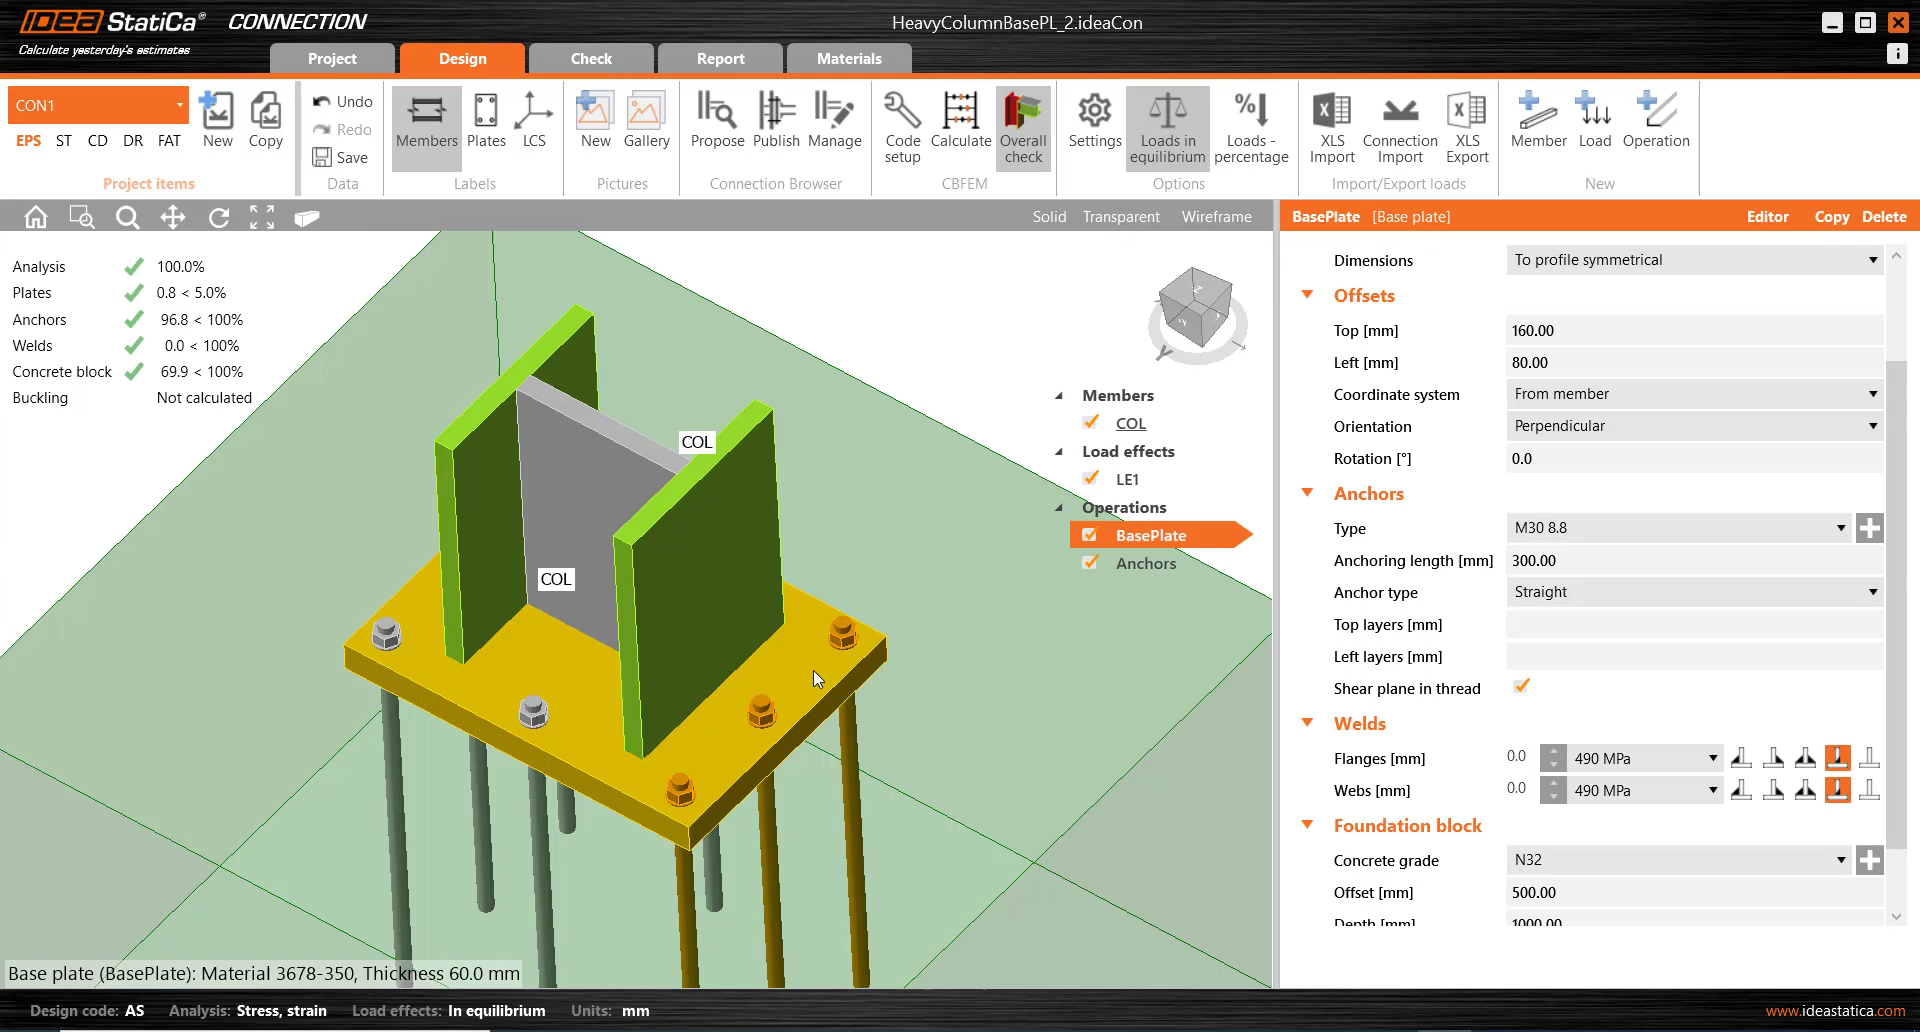 IDEA StatiCa® CONNECTION
Calculate yesterday's estimates
HeavyColumnBasePL_2.ideaCon
Project Design Check Report Materials
CON1
EPS ST CD DR FAT
New Copy
Project items
Undo
Redo
Save
Data
Members Plates LCS
Labels
New Gallery
Pictures
Propose Publish Manage
Connection Browser
Code setup Calculate Overall check
CBFEM
Settings Loads in equilibrium Loads - percentage
Options
XLS Import Connection Import XLS Export
Import/Export loads
Member Load Operation
New
Solid Transparent Wireframe
BasePlate [Base plate] Editor Copy Delete
Analysis 100.0%
Plates 0.8 < 5.0%
Anchors 96.8 < 100%
Welds 0.0 < 100%
Concrete block 69.9 < 100%
Buckling Not calculated
COL
COL
Members
COL
Load effects
LE1
Operations
BasePlate
Anchors
Dimensions To profile symmetrical
Offsets
Top [mm] 160.00
Left [mm] 80.00
Coordinate system From member
Orientation Perpendicular
Rotation [°] 0.0
Anchors
Type M30 8.8
Anchoring length [mm] 300.00
Anchor type Straight
Top layers [mm]
Left layers [mm]
Shear plane in thread
Welds
Flanges [mm] 0.0 490 MPa
Webs [mm] 0.0 490 MPa
Foundation block
Concrete grade N32
Offset [mm] 500.00
Depth [mm] 1000.00
Base plate (BasePlate): Material 3678-350, Thickness 60.0 mm
Design code: AS Analysis: Stress, strain Load effects: In equilibrium Units: mm
www.ideastatica.com